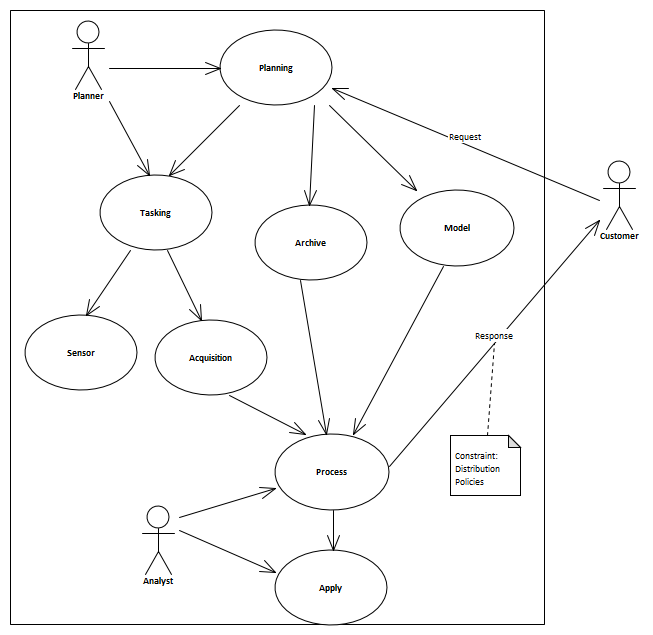 Planning
Planner
Request
Tasking
Archive
Model
Customer
Sensor
Acquisition
Response
Constraint:
Distribution
Policies
Process
Analyst
Apply